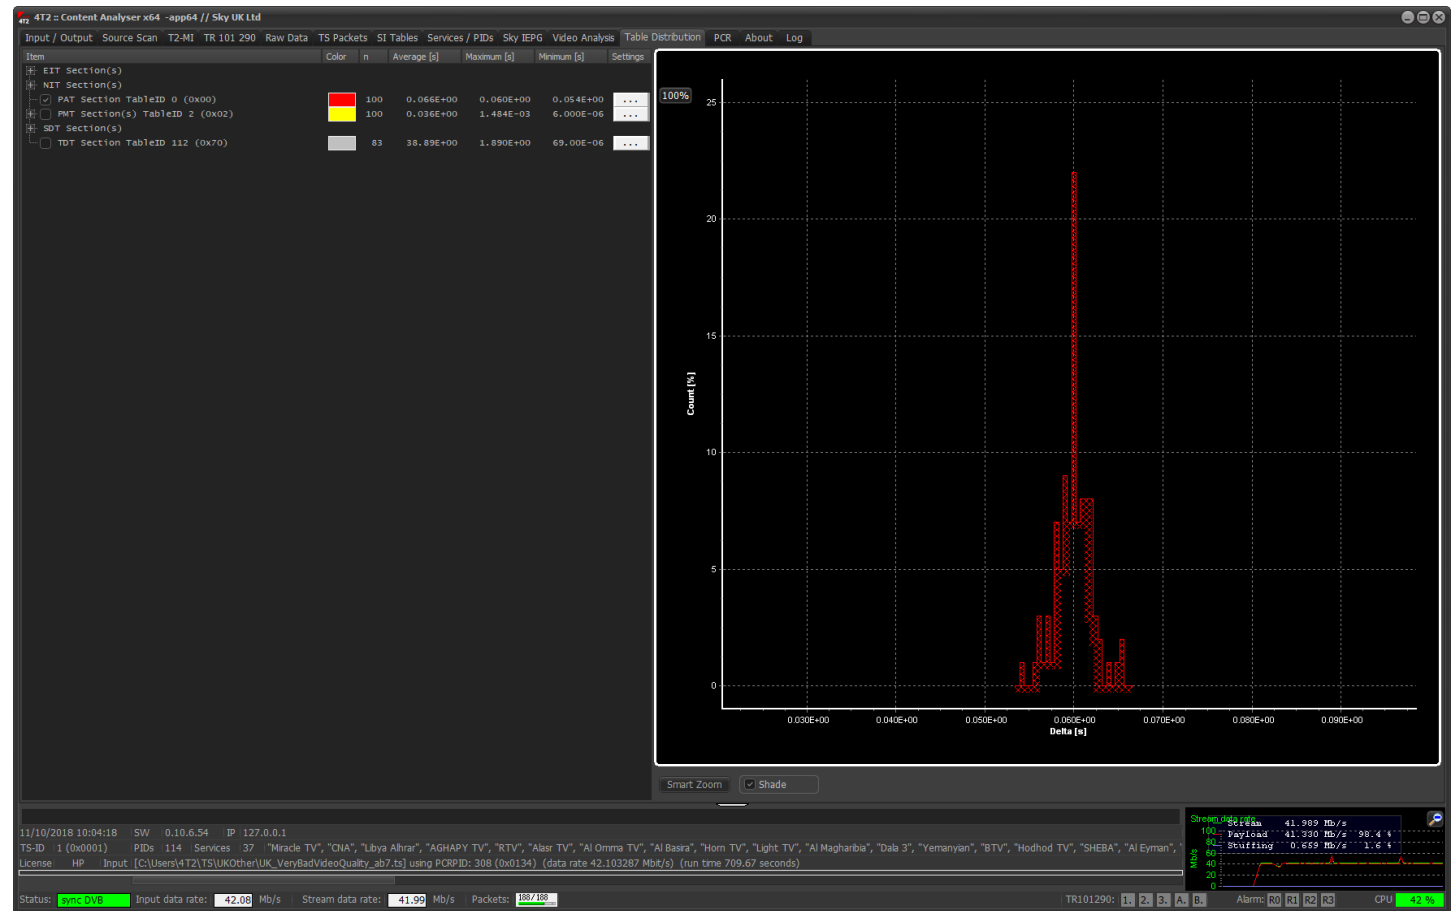 4T2 :: Content Analyser x64 -app64 // Sky UK Ltd
Input / Output Source Scan T2-MI TR 101 290 Raw Data TS Packets SI Tables Services / PIDs Sky IEPG Video Analysis Table Distribution PCR About Log
Item Color n Average [s] Maximum [s] Minimum [s] Settings
EIT Section(s)
NIT Section(s)
PAT Section TableID 0 (0x00) 100 0.066E+00 0.060E+00 0.054E+00 ...
PMT Section(s) TableID 2 (0x02) 100 0.036E+00 1.484E-03 6.000E-06 ...
SDT Section(s)
TDT Section TableID 112 (0x70) 83 38.89E+00 1.890E+00 69.00E-06 ...
100%
25
20
15
Count [%]
10
5
0
0.030E+00 0.040E+00 0.050E+00 0.060E+00 0.070E+00 0.080E+00 0.090E+00
Delta [s]
Smart Zoom Shade
11/10/2018 10:04:18 SW 0.10.6.54 IP 127.0.0.1
TS-ID 1 (0x0001) PIDs 114 Services 37 "Miracle TV", "CNA", "Libya Alhrar", "AGHAPY TV", "RTV", "Alasr TV", "Al Omma TV", "Al Basira", "Horn TV", "Light TV", "Al Magharibia", "Dala 3", "Yemanyian", "BTV", "Hodhod TV", "SHEBA", "Al Eyman", "
License HP Input [C:\Users\4T2\TS\UKOther\UK_VeryBadVideoQuality_ab7.ts] using PCRPID: 308 (0x0134) (data rate 42.103287 Mbit/s) (run time 709.67 seconds)
Stream data rate
Stream 41.989 Mb/s
Payload 41.330 Mb/s 98.4 %
Stuffing 0.659 Mb/s 1.6 %
100
80
60
40
20
0
Mb/s
Status: sync DVB Input data rate: 42.08 Mb/s Stream data rate: 41.99 Mb/s Packets: 188/188 TR101290: 1. 2. 3. A. B. Alarm: R0 R1 R2 R3 CPU 42 %